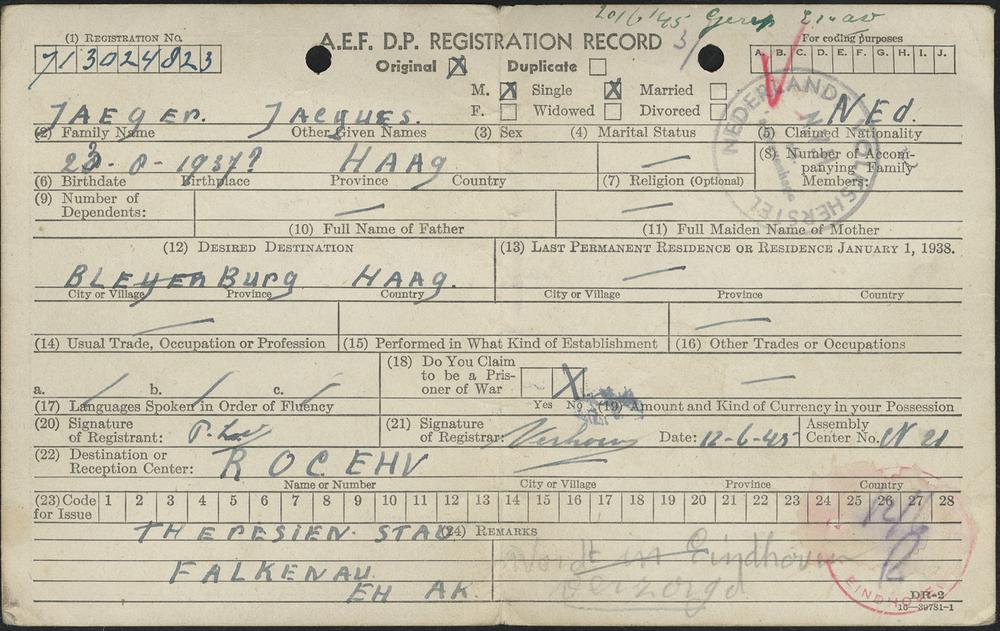 20/6/45
(1) REGISTRATION NO.
A.E.F. D.P. REGISTRATION RECORD
For coding purposes
713024823
Original X Duplicate
A. B. C. D. E. F. G. H. I. J.
M. X Single X Married
F. Widowed Divorced
JAEGER. JACQUES. NEd.
(2) Family Name Other Given Names (3) Sex (4) Marital Status (5) Claimed Nationality
NEDERLANDS VOLKSHERSTEL
23-8-1937? HAAG — —
(6) Birthdate Birthplace Province Country (7) Religion (Optional) (8) Number of Accompanying Family Members:
(9) Number of Dependents: — —
(10) Full Name of Father (11) Full Maiden Name of Mother
(12) DESIRED DESTINATION (13) LAST PERMANENT RESIDENCE OR RESIDENCE JANUARY 1, 1938.
BLEYENBURG HAAG. —
City or Village Province Country City or Village Province Country
— —
(14) Usual Trade, Occupation or Profession (15) Performed in What Kind of Establishment (16) Other Trades or Occupations
(18) Do You Claim to be a Prisoner of War X —
a. / b. / c. /
Yes No
(17) Languages Spoken in Order of Fluency (19) Amount and Kind of Currency in your Possession
(20) Signature of Registrant: (21) Signature of Registrar: Date: 12-6-45 Assembly Center No. N 21
(22) Destination or Reception Center: ROC EHV —
Name or Number City or Village Province Country
(23) Code for Issue 1 2 3 4 5 6 7 8 9 10 11 12 13 14 15 16 17 18 19 20 21 22 23 24 25 26 27 28
THERESIEN. STAD (24) REMARKS
Wordt in Eindhoven
FALKENAU verzorgd
EH AK.
EINDHOVEN
DR-2
16—39781-1